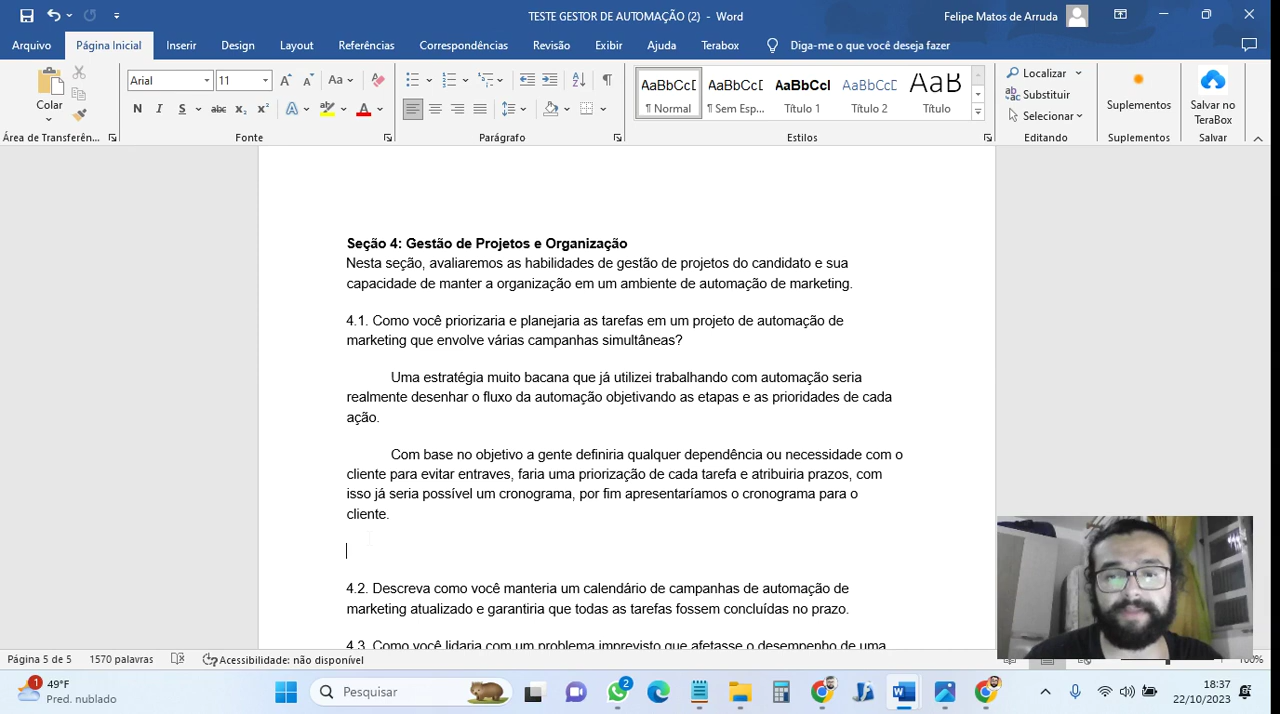 TESTE GESTOR DE AUTOMAÇÃO (2) - Word
Felipe Matos de Arruda
Arquivo Página Inicial Inserir Design Layout Referências Correspondências Revisão Exibir Ajuda Terabox Diga-me o que você deseja fazer
Colar
Arial 11
Aa
N I S abc x₂ x² A A
AaBbCcD AaBbCcD AaBbCcI AaBbCcD AaB
¶ Normal ¶ Sem Esp... Título 1 Título 2 Título
Localizar
Substituir
Selecionar
Suplementos
Salvar no
TeraBox
Área de Transferên... Fonte Parágrafo Estilos Editando Suplementos Salvar
Seção 4: Gestão de Projetos e Organização
Nesta seção, avaliaremos as habilidades de gestão de projetos do candidato e sua
capacidade de manter a organização em um ambiente de automação de marketing.
4.1. Como você priorizaria e planejaria as tarefas em um projeto de automação de
marketing que envolve várias campanhas simultâneas?
Uma estratégia muito bacana que já utilizei trabalhando com automação seria
realmente desenhar o fluxo da automação objetivando as etapas e as prioridades de cada
ação.
Com base no objetivo a gente definiria qualquer dependência ou necessidade com o
cliente para evitar entraves, faria uma priorização de cada tarefa e atribuiria prazos, com
isso já seria possível um cronograma, por fim apresentaríamos o cronograma para o
cliente.
4.2. Descreva como você manteria um calendário de campanhas de automação de
marketing atualizado e garantiria que todas as tarefas fossem concluídas no prazo.
4.3. Como você lidaria com um problema imprevisto que afetasse o desempenho de uma
Página 5 de 5 1570 palavras Acessibilidade: não disponível 100%
1
49°F
Pred. nublado
Pesquisar
2
18:37
22/10/2023